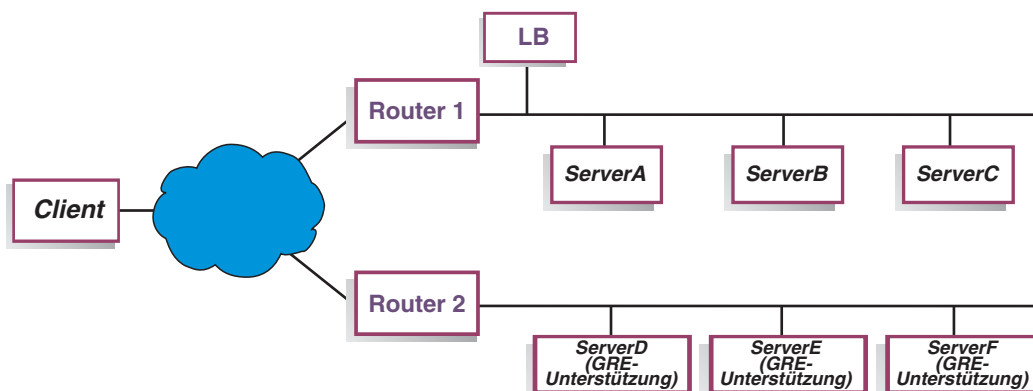 LB
Router 1
ServerA
ServerB
ServerC
Client
Router 2
ServerD
(GRE-
Unterstützung)
ServerE
(GRE-
Unterstützung)
ServerF
(GRE-
Unterstützung)